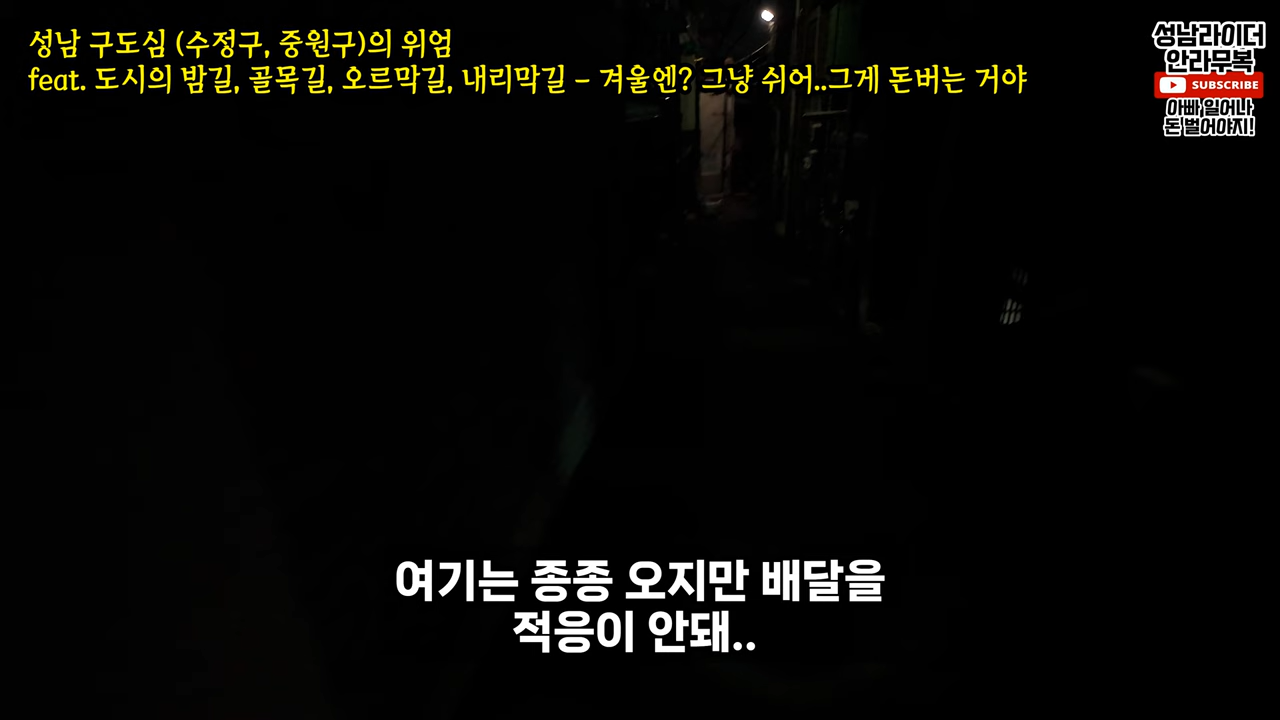 성남 구도심 (수정구, 중원구)의 위엄
feat. 도시의 밤길, 골목길, 오르막길, 내리막길 - 겨울엔? 그냥 쉬어..그게 돈버는 거야
성남라이더
안라무복
SUBSCRIBE
아빠,일어나
돈 벌어야지!
여기는 종종 오지만 배달을
적응이 안돼..